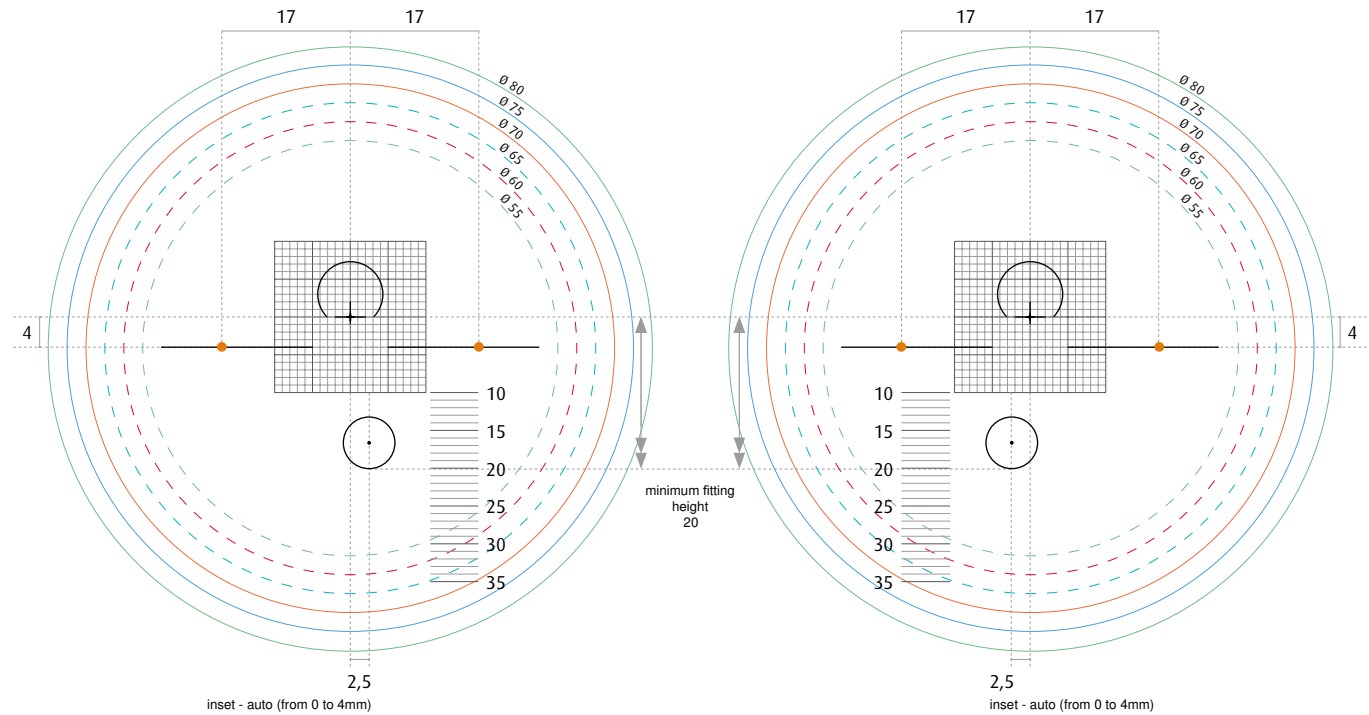 17 17
17 17
Ø 80
Ø 75
Ø 70
Ø 65
Ø 60
Ø 55
Ø 80
Ø 75
Ø 70
Ø 65
Ø 60
Ø 55
4
4
10
15
20
25
30
35
minimum fitting
height
20
10
15
20
25
30
35
2,5
inset - auto (from 0 to 4mm)
2,5
inset - auto (from 0 to 4mm)